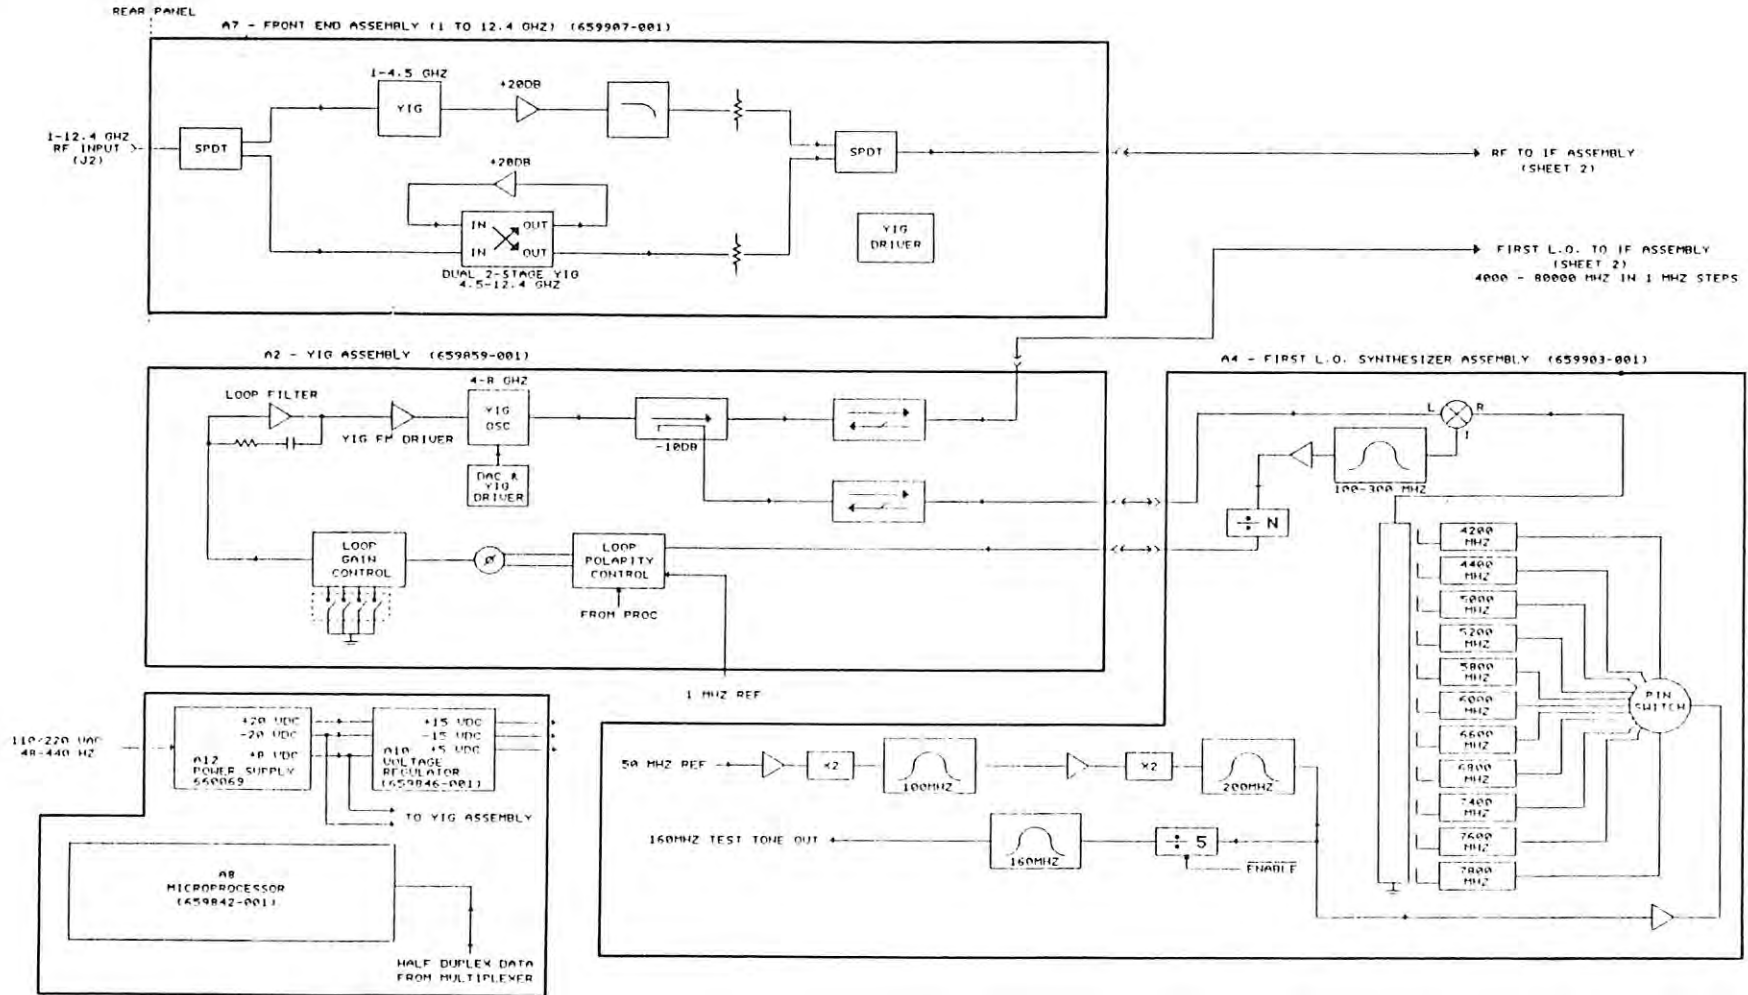 REAR PANEL
A7 - FRONT END ASSEMBLY (1 TO 12.4 GHZ) (659907-001)
1-4.5 GHZ
YIG
+20DB
1-12.4 GHZ
RF INPUT
(J2)
SPDT
SPDT
RF TO IF ASSEMBLY
(SHEET 2)
+20DB
IN OUT
IN OUT
DUAL 2-STAGE YIG
4.5-12.4 GHZ
YIG
DRIVER
FIRST L.O. TO IF ASSEMBLY
(SHEET 2)
4000 - 80000 MHZ IN 1 MHZ STEPS
A2 - YIG ASSEMBLY (659859-001)
LOOP FILTER
YIG FM DRIVER
4-8 GHZ
YIG
OSC
DAC &
YIG
DRIVER
-10DB
LOOP
GAIN
CONTROL
Ø
LOOP
POLARITY
CONTROL
FROM PROC
1 MHZ REF
A4 - FIRST L.O. SYNTHESIZER ASSEMBLY (659903-001)
L
R
I
100-300 MHZ
÷ N
4200
MHZ
4400
MHZ
5000
MHZ
5200
MHZ
5800
MHZ
6000
MHZ
6600
MHZ
6800
MHZ
7400
MHZ
7600
MHZ
7800
MHZ
PIN
SWITCH
50 MHZ REF
X2
100MHZ
X2
200MHZ
160MHZ TEST TONE OUT
160MHZ
÷ 5
ENABLE
110/220 VAC
48-440 HZ
+20 VDC
-20 VDC
+8 VDC
A12
POWER SUPPLY
660069
+15 VDC
-15 VDC
+5 VDC
A10
VOLTAGE
REGULATOR
(659846-001)
TO YIG ASSEMBLY
A8
MICROPROCESSOR
(659842-001)
HALF DUPLEX DATA
FROM MULTIPLEXER